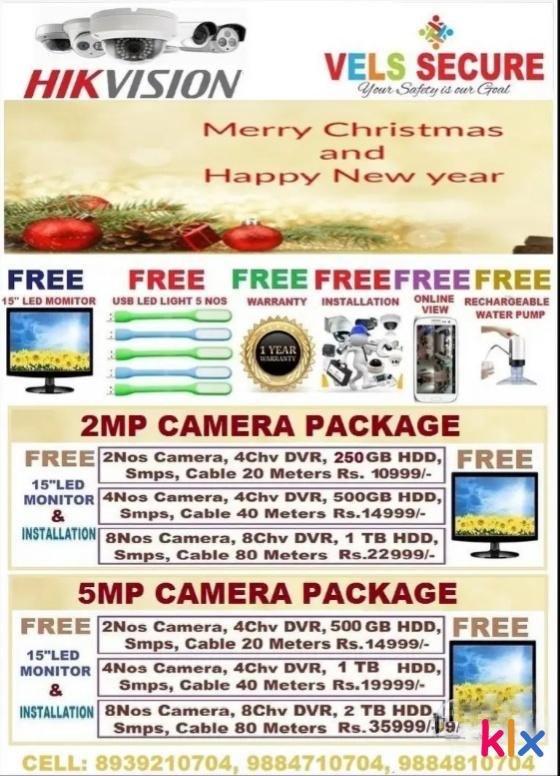 HIKVISION
VELS SECURE
Your Safety is our Goal
Merry Christmas
and
Happy New year
FREE
15" LED MOMITOR
FREE
USB LED LIGHT 5 NOS
FREE
WARRANTY
1 YEAR
WARRANTY
FREE
INSTALLATION
FREE
ONLINE
VIEW
FREE
RECHARGEABLE
WATER PUMP
2MP CAMERA PACKAGE
FREE
15"LED
MONITOR
&
INSTALLATION
2Nos Camera, 4Chv DVR, 250GB HDD,
Smps, Cable 20 Meters Rs. 10999/-
4Nos Camera, 4Chv DVR, 500GB HDD,
Smps, Cable 40 Meters Rs.14999/-
8Nos Camera, 8Chv DVR, 1 TB HDD,
Smps, Cable 80 Meters Rs.22999/-
FREE
5MP CAMERA PACKAGE
FREE
15"LED
MONITOR
&
INSTALLATION
2Nos Camera, 4Chv DVR, 500 GB HDD,
Smps, Cable 20 Meters Rs.14999/-
4Nos Camera, 4Chv DVR, 1 TB HDD,
Smps, Cable 40 Meters Rs.19999/-
8Nos Camera, 8Chv DVR, 2 TB HDD,
Smps, Cable 80 Meters Rs.35999/-
FREE
klx
CELL: 8939210704, 9884710704, 9884810704